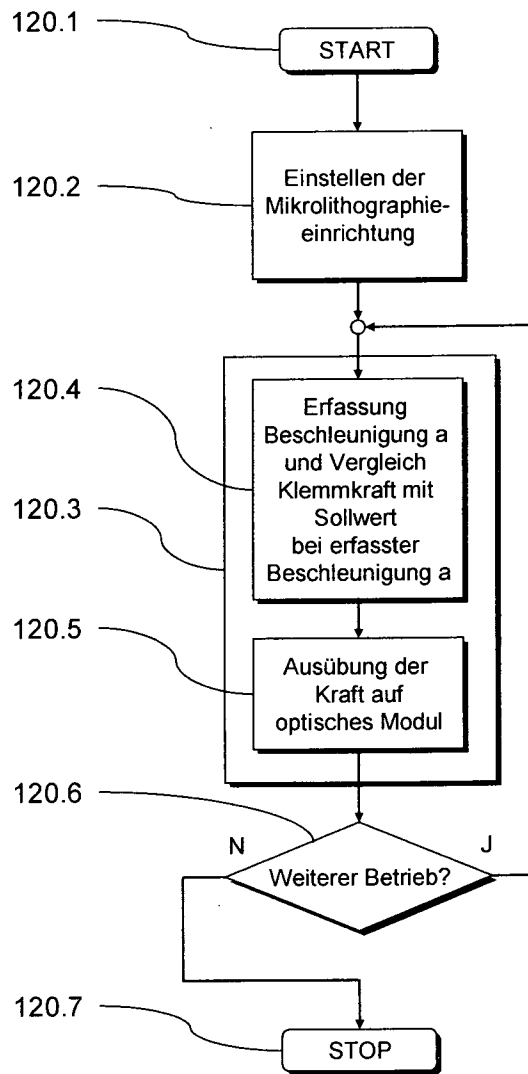 120.1
START
120.2
Einstellen der
Mikrolithographie-
einrichtung
120.4
Erfassung
Beschleunigung a
und Vergleich
Klemmkraft mit
Sollwert
bei erfasster
Beschleunigung a
120.3
120.5
Ausübung der
Kraft auf
optisches Modul
120.6
N
J
Weiterer Betrieb?
120.7
STOP